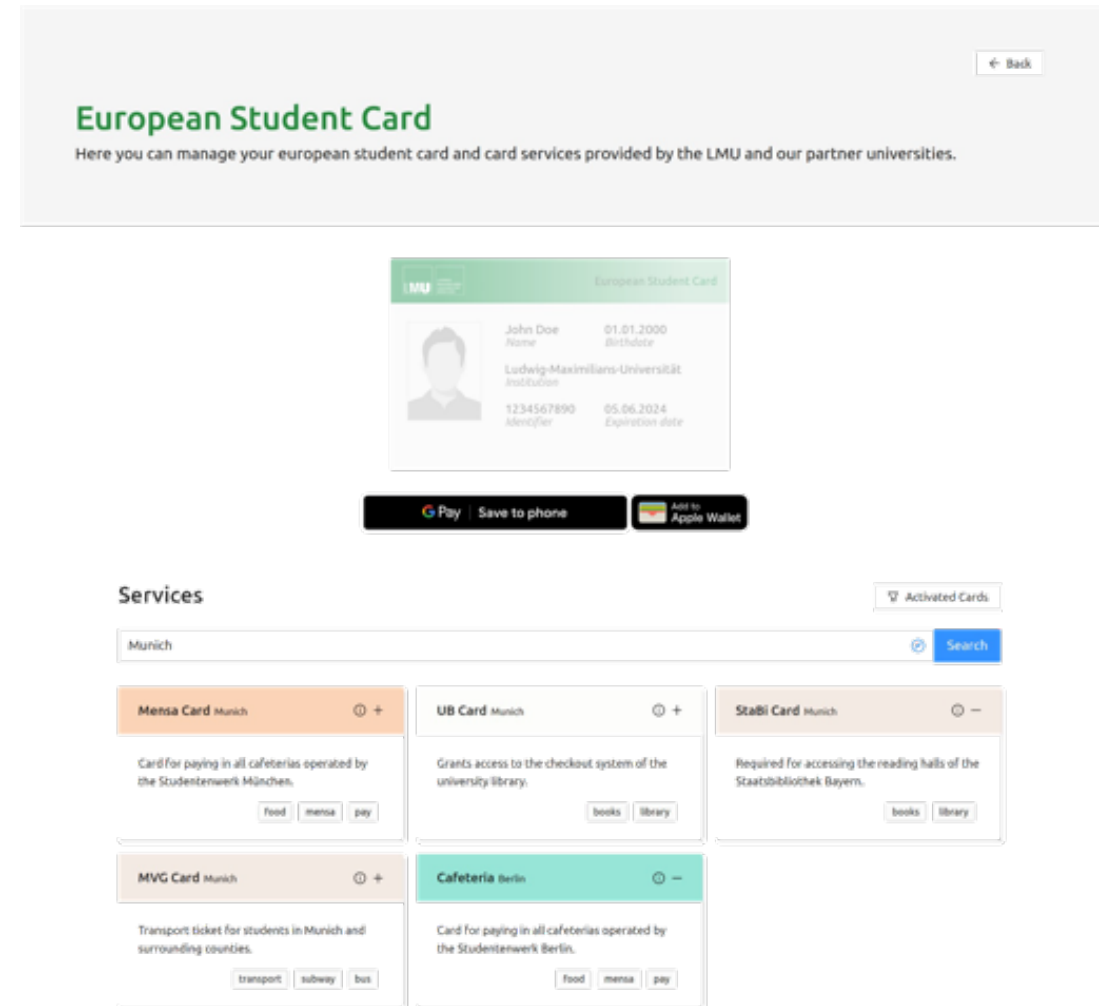 ← Back
European Student Card
Here you can manage your european student card and card services provided by the LMU and our partner universities.
LMU
European Student Card
John Doe 01.01.2000
Name Birthdate
Ludwig-Maximilians-Universität
Institution
1234567890 05.06.2024
Identifier Expiration date
G Pay | Save to phone
Add to
Apple Wallet
Services
Activated Cards
Munich
Search
Mensa Card Munich
Card for paying in all cafeterias operated by
the Studentenwerk München.
food mensa pay
UB Card Munich
Grants access to the checkout system of the
university library.
books library
StaBi Card Munich
Required for accessing the reading halls of the
Staatsbibliothek Bayern.
books library
MVG Card Munich
Transport ticket for students in Munich and
surrounding counties.
transport subway bus
Cafeteria Berlin
Card for paying in all cafeterias operated by
the Studentenwerk Berlin.
food mensa pay